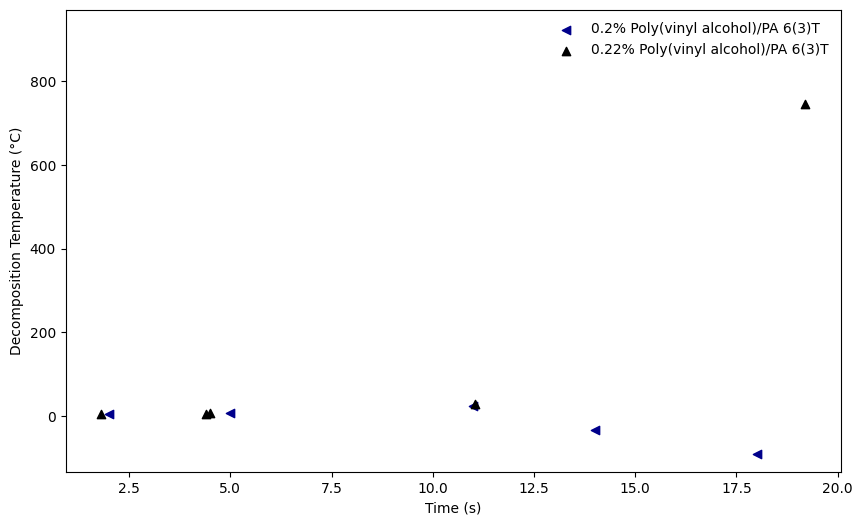 0.2% Poly(vinyl alcohol)/PA 6(3)T
0.22% Poly(vinyl alcohol)/PA 6(3)T
Decomposition Temperature (°C)
800
600
400
200
0
2.5 5.0 7.5 10.0 12.5 15.0 17.5 20.0
Time (s)